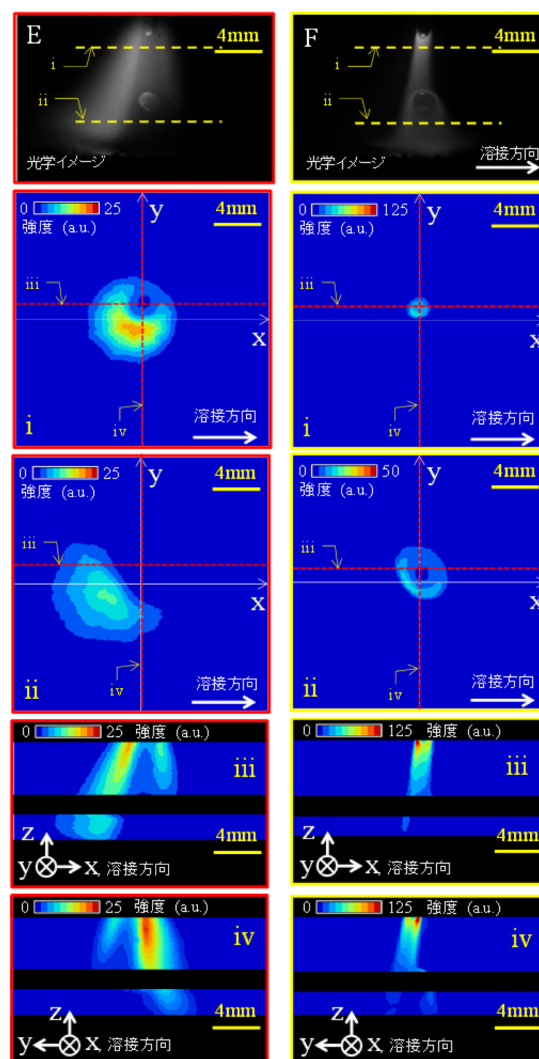 E
4mm
i
ii
光学イメージ
F
4mm
i
ii
溶接方向
光学イメージ
0 25
強度 (a.u.)
y
4mm
iii
x
iv
溶接方向
i
0 125
強度 (a.u.)
y
4mm
iii
x
iv
溶接方向
i
0 25
強度 (a.u.)
y
4mm
iii
x
iv
溶接方向
ii
0 50
強度 (a.u.)
y
4mm
iii
x
iv
溶接方向
ii
0 25 強度 (a.u.)
iii
z
4mm
y x, 溶接方向
0 125 強度 (a.u.)
iii
z
4mm
y x, 溶接方向
0 25 強度 (a.u.)
iv
z
4mm
y x, 溶接方向
0 125 強度 (a.u.)
iv
z
4mm
y x, 溶接方向